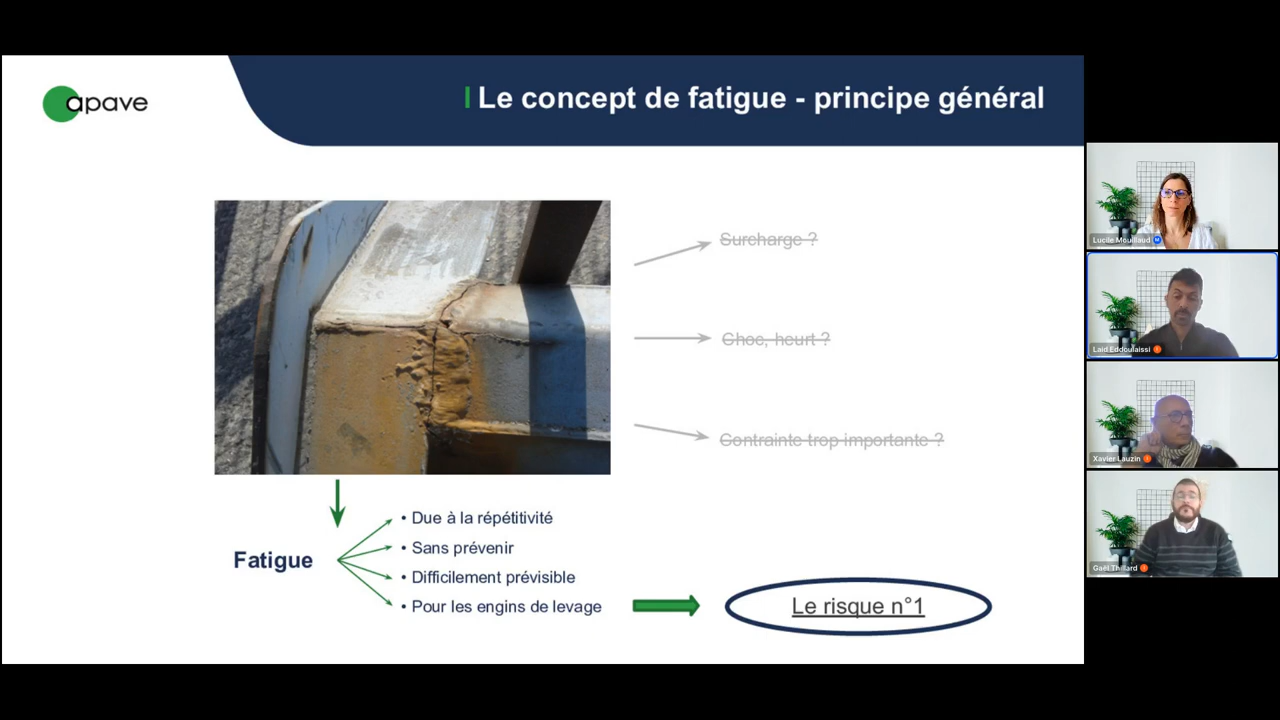 apave
Le concept de fatigue - principe général
Surcharge ?
Choc, heurt ?
Contrainte trop importante ?
Fatigue
• Due à la répétitivité
• Sans prévenir
• Difficilement prévisible
• Pour les engins de levage
Le risque n°1
Lucile Mouillaud M
Laid Eddoulaissi
Xavier Lauzin
Gaël Thillard